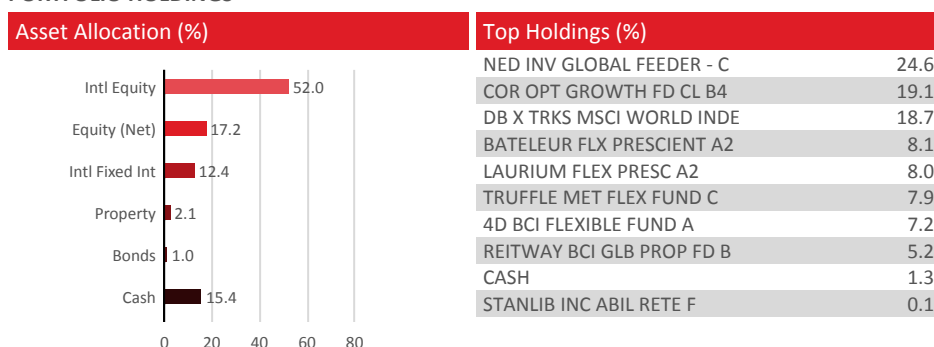 Asset Allocation (%)
Intl Equity 52.0
Equity (Net) 17.2
Intl Fixed Int 12.4
Property 2.1
Bonds 1.0
Cash 15.4
0 20 40 60 80
Top Holdings (%)
NED INV GLOBAL FEEDER - C 24.6
COR OPT GROWTH FD CL B4 19.1
DB X TRKS MSCI WORLD INDE 18.7
BATELEUR FLX PRESCIENT A2 8.1
LAURIUM FLEX PRESC A2 8.0
TRUFFLE MET FLEX FUND C 7.9
4D BCI FLEXIBLE FUND A 7.2
REITWAY BCI GLB PROP FD B 5.2
CASH 1.3
STANLIB INC ABIL RETE F 0.1